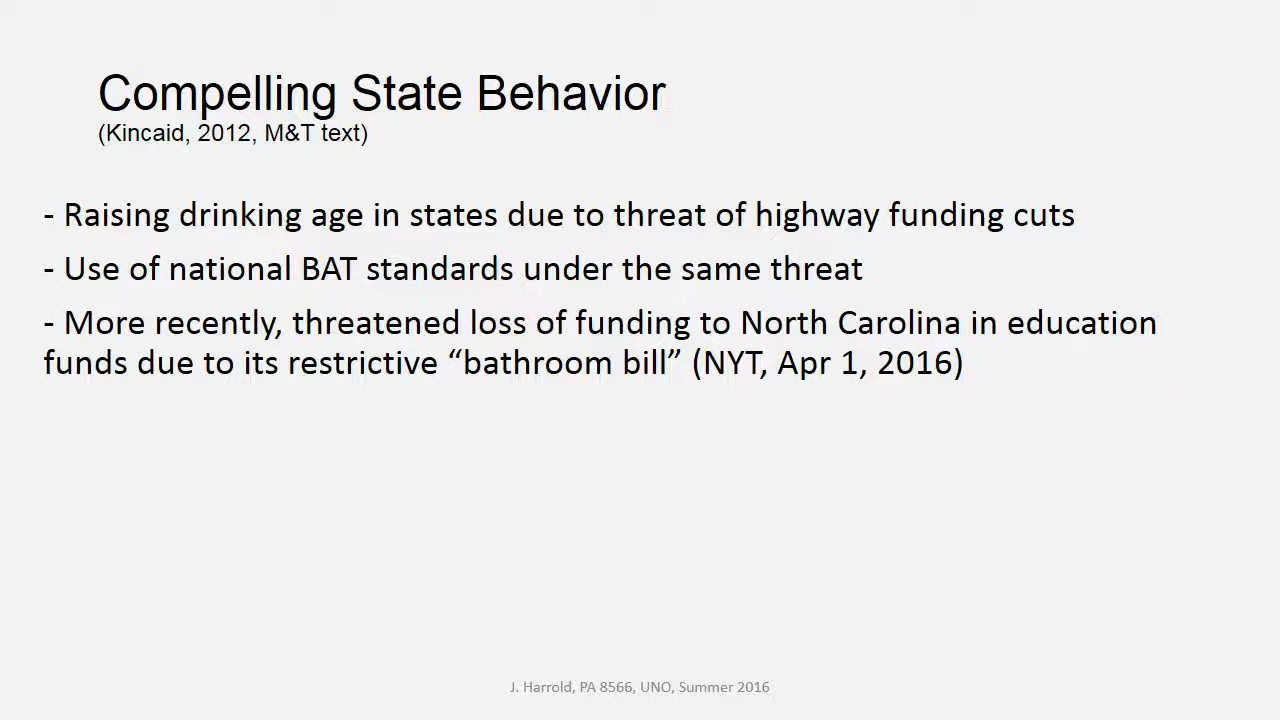 Compelling State Behavior
(Kincaid, 2012, M&T text)
- Raising drinking age in states due to threat of highway funding cuts
- Use of national BAT standards under the same threat
- More recently, threatened loss of funding to North Carolina in education
funds due to its restrictive “bathroom bill” (NYT, Apr 1, 2016)
J. Harrold, PA 8566, UNO, Summer 2016